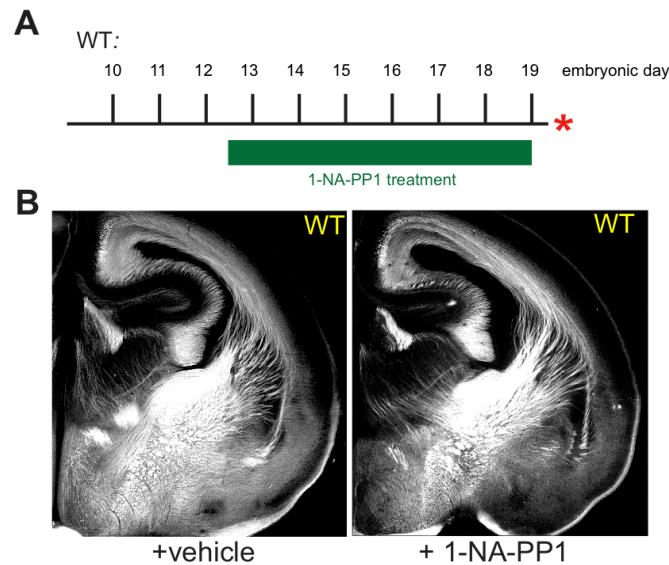 A
WT:
10 11 12 13 14 15 16 17 18 19 embryonic day
*
1-NA-PP1 treatment
B
WT WT
+vehicle + 1-NA-PP1